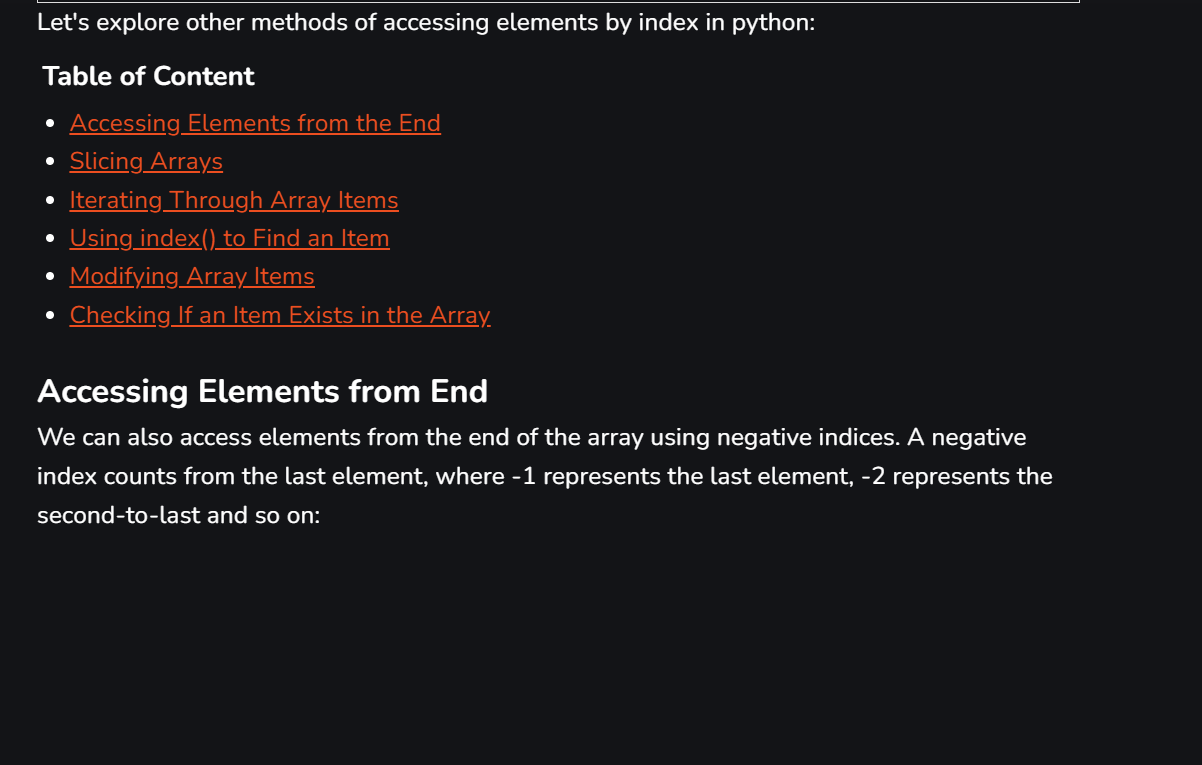 Let's explore other methods of accessing elements by index in python:
Table of Content
Accessing Elements from the End
Slicing Arrays
Iterating Through Array Items
Using index() to Find an Item
Modifying Array Items
Checking If an Item Exists in the Array
Accessing Elements from End
We can also access elements from the end of the array using negative indices. A negative
index counts from the last element, where -1 represents the last element, -2 represents the
second-to-last and so on: